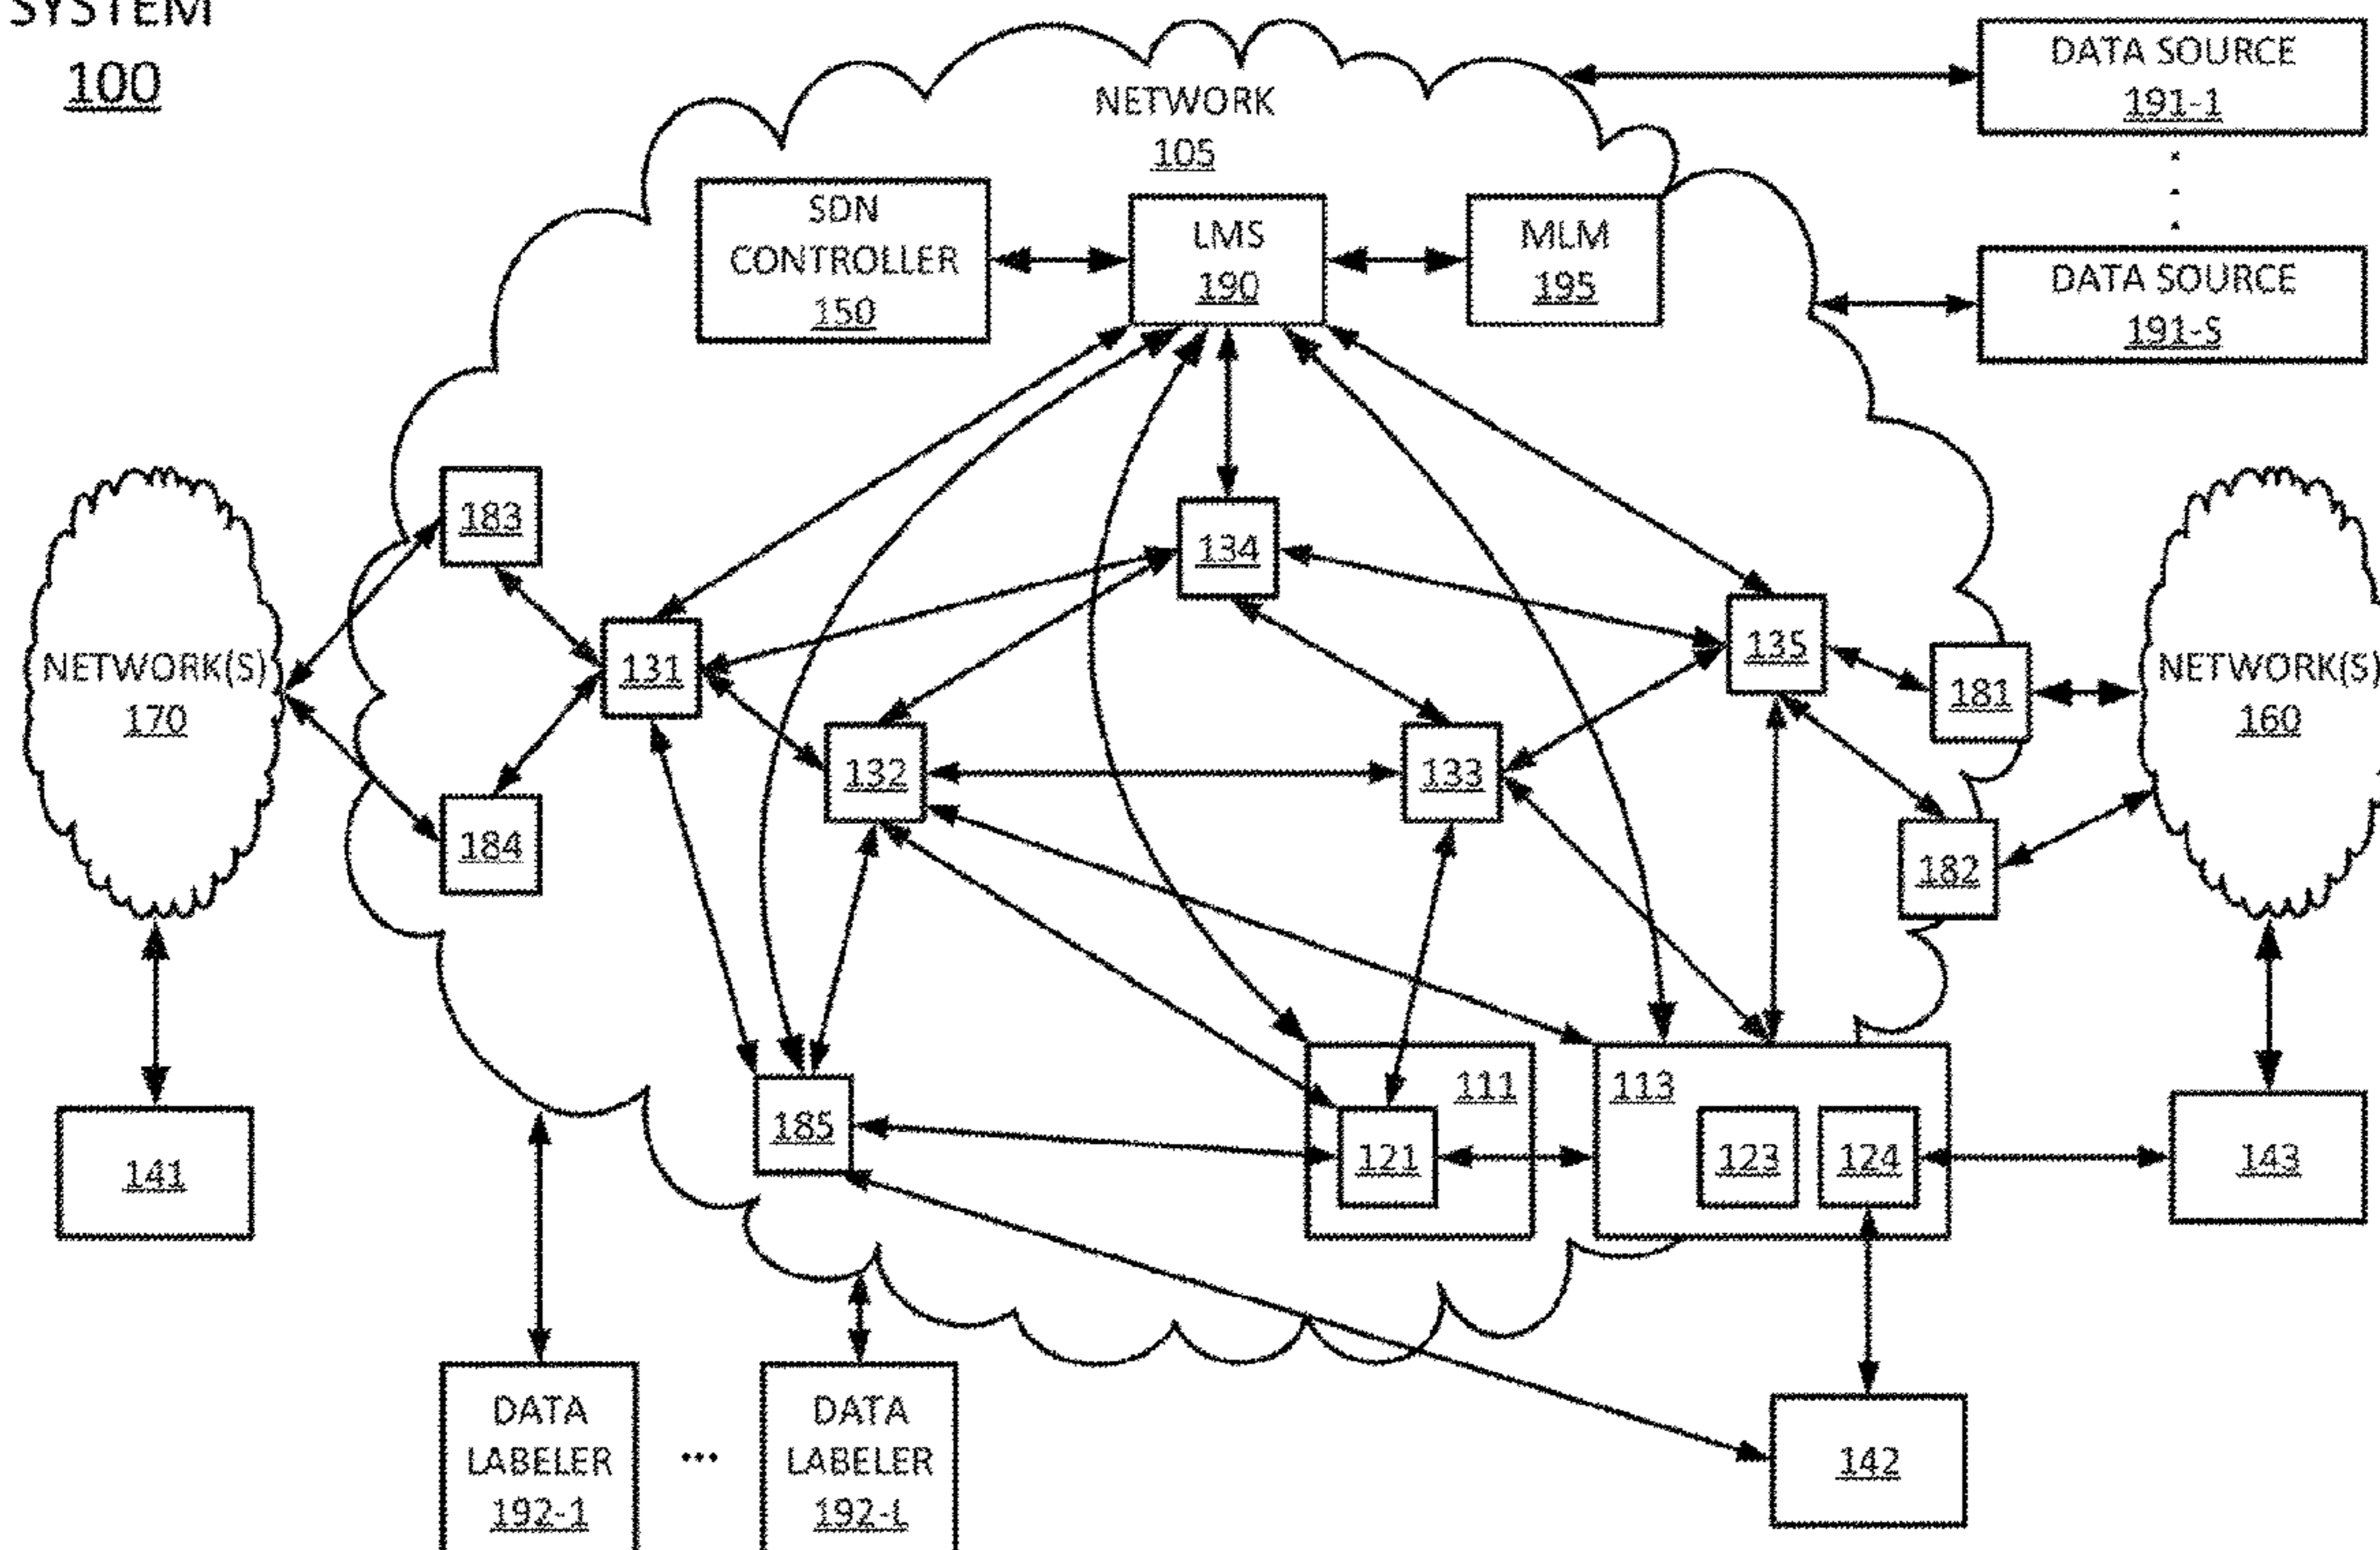 SYSTEM
100
NETWORK
105
DATA SOURCE
191-1
DATA SOURCE
191-S
SDN
CONTROLLER
150
LMS
190
MLM
195
183
134
131
135
181
NETWORK(S)
170
NETWORK(S)
160
132
133
184
182
111
113
185
121
123
124
141
143
DATA
LABELER
192-1
...
DATA
LABELER
192-L
142